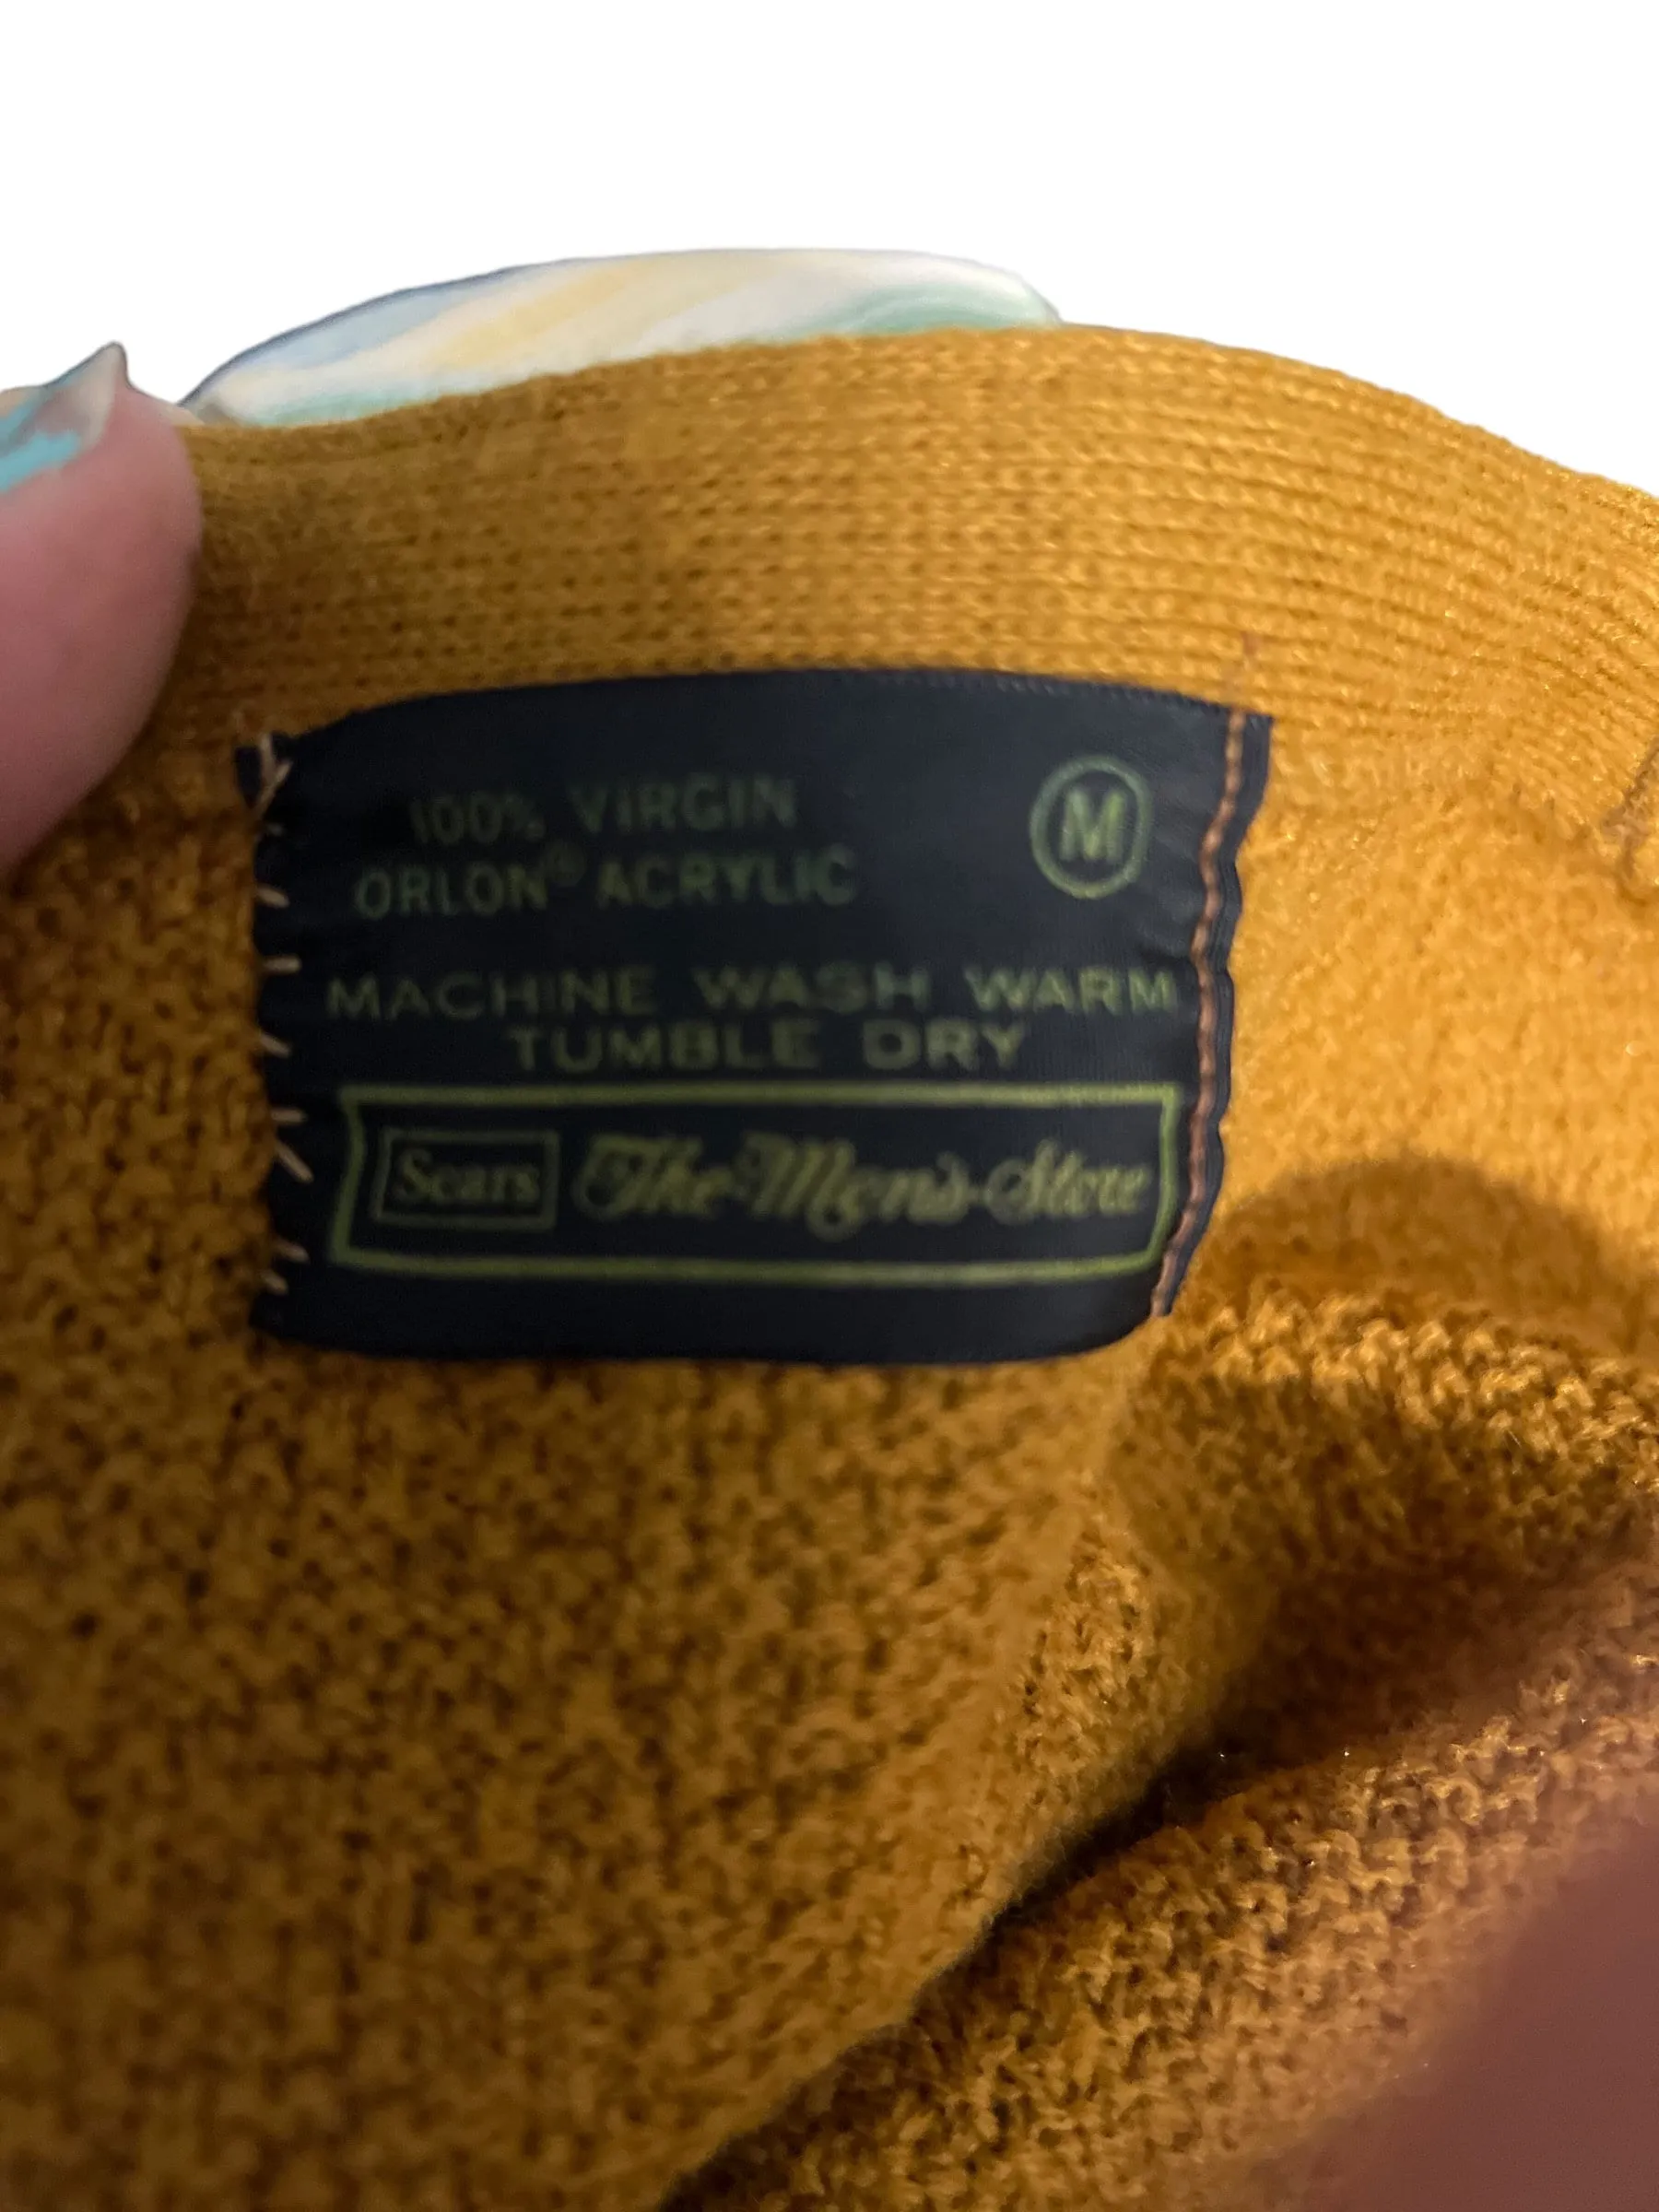 100% VIRGIN
ORLON® ACRYLIC
M
MACHINE WASH WARM
TUMBLE DRY
Sears The Men's Store